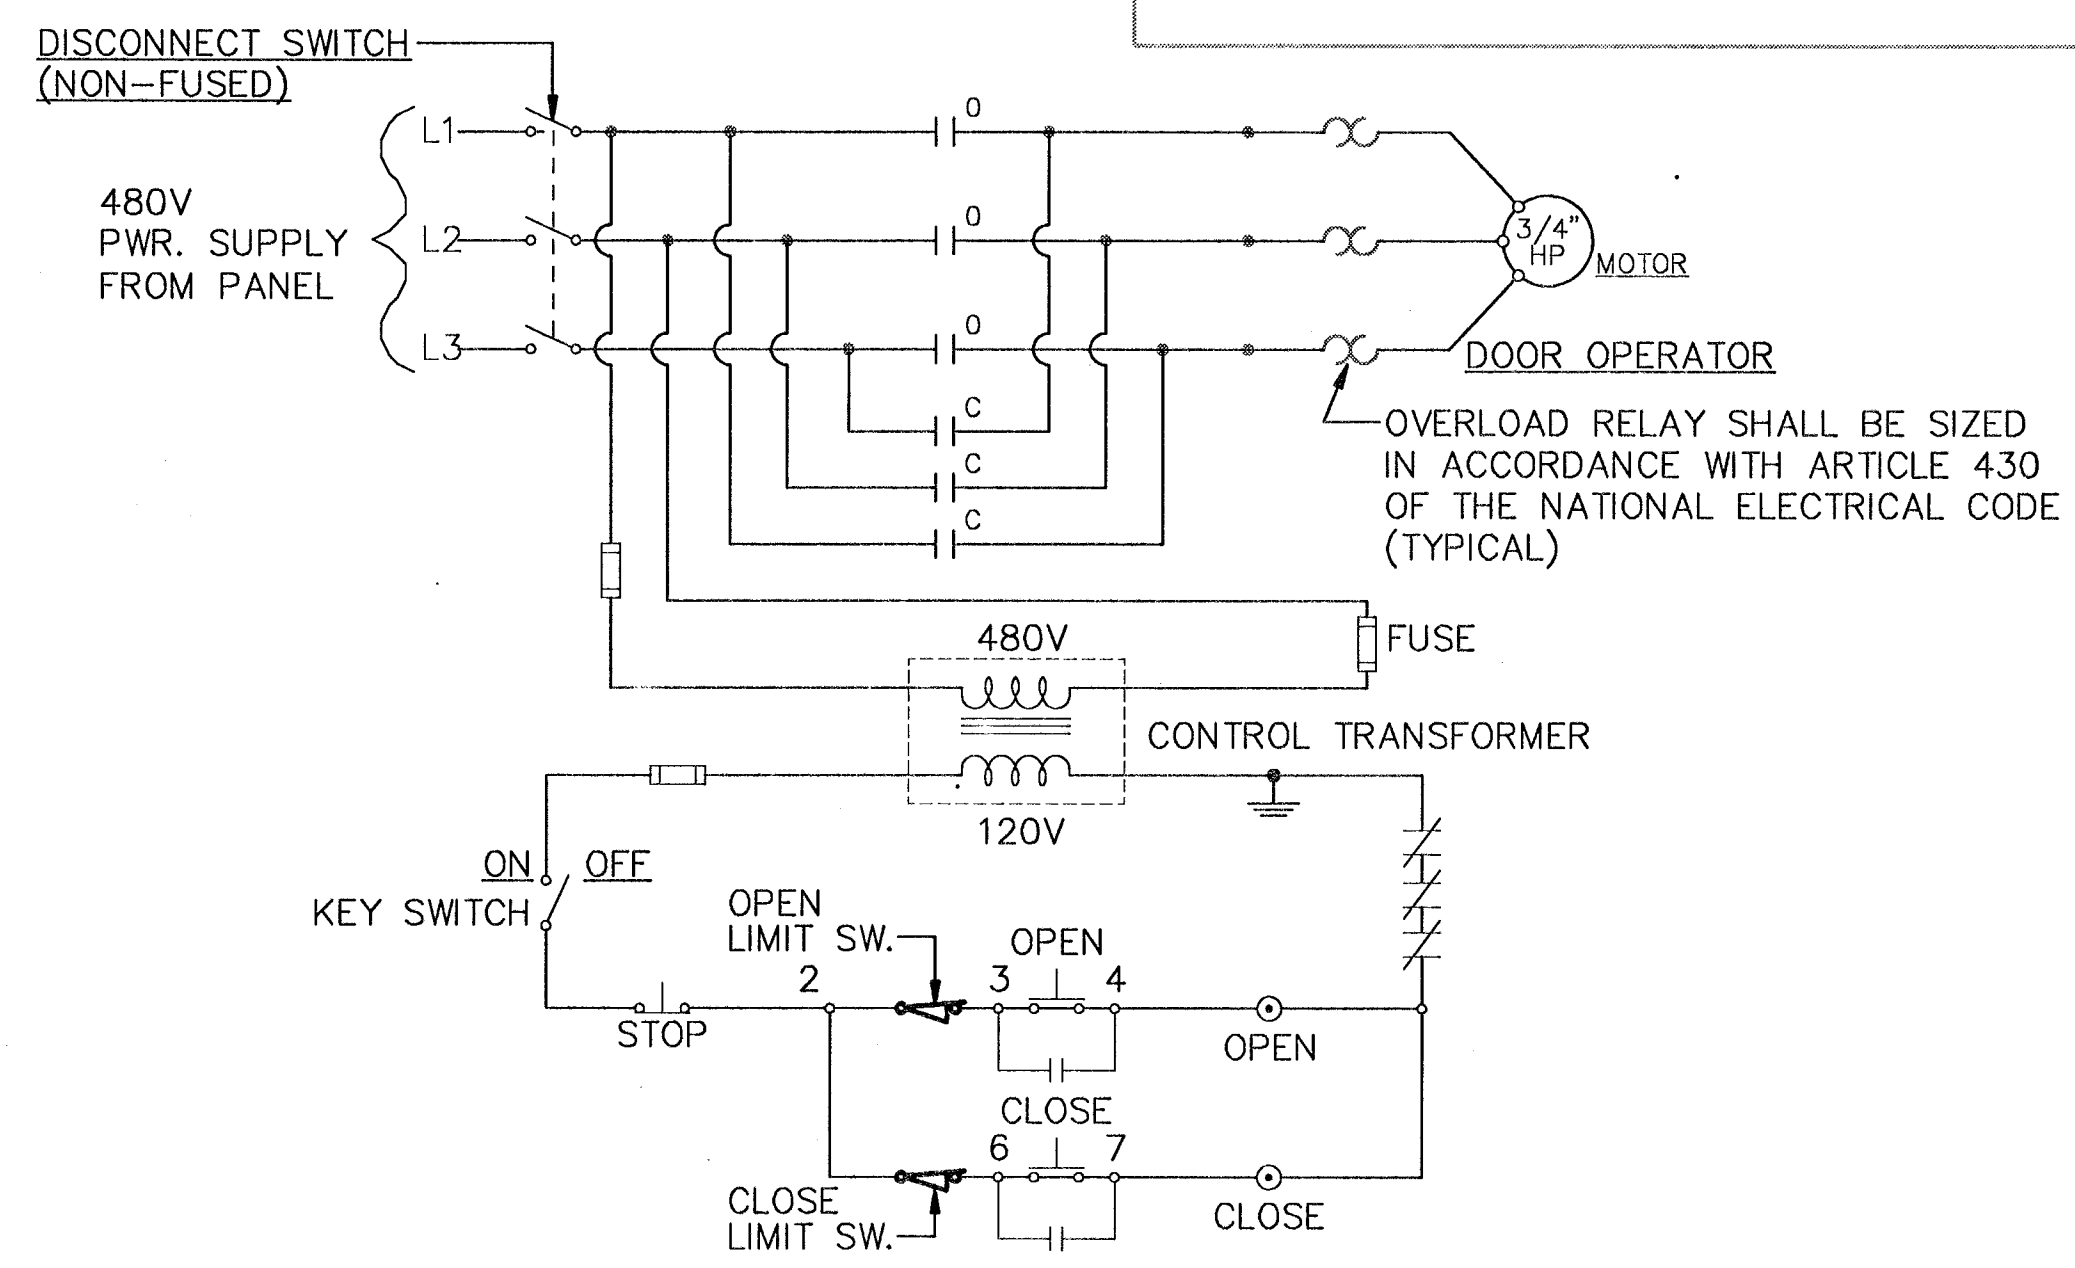 DISCONNECT SWITCH
(NON-FUSED)
L1
O
480V
PWR. SUPPLY
FROM PANEL
L2
O
3/4"
HP
MOTOR
L3
O
DOOR OPERATOR
C
C
C
OVERLOAD RELAY SHALL BE SIZED
IN ACCORDANCE WITH ARTICLE 430
OF THE NATIONAL ELECTRICAL CODE
(TYPICAL)
480V
FUSE
CONTROL TRANSFORMER
120V
ON OFF
KEY SWITCH
OPEN
LIMIT SW.
OPEN
2 3 4
STOP
OPEN
CLOSE
6 7
CLOSE
LIMIT SW.
CLOSE